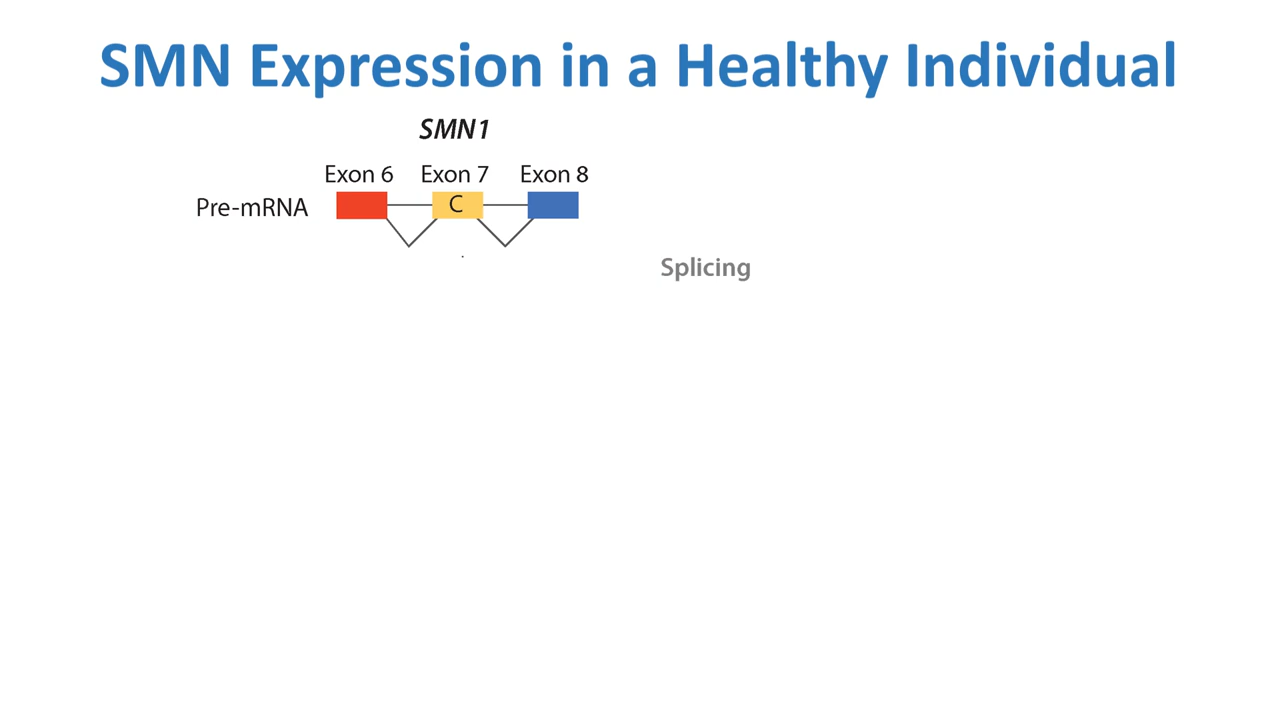 SMN Expression in a Healthy Individual
SMN1
Exon 6 Exon 7 Exon 8
Pre-mRNA C
Splicing